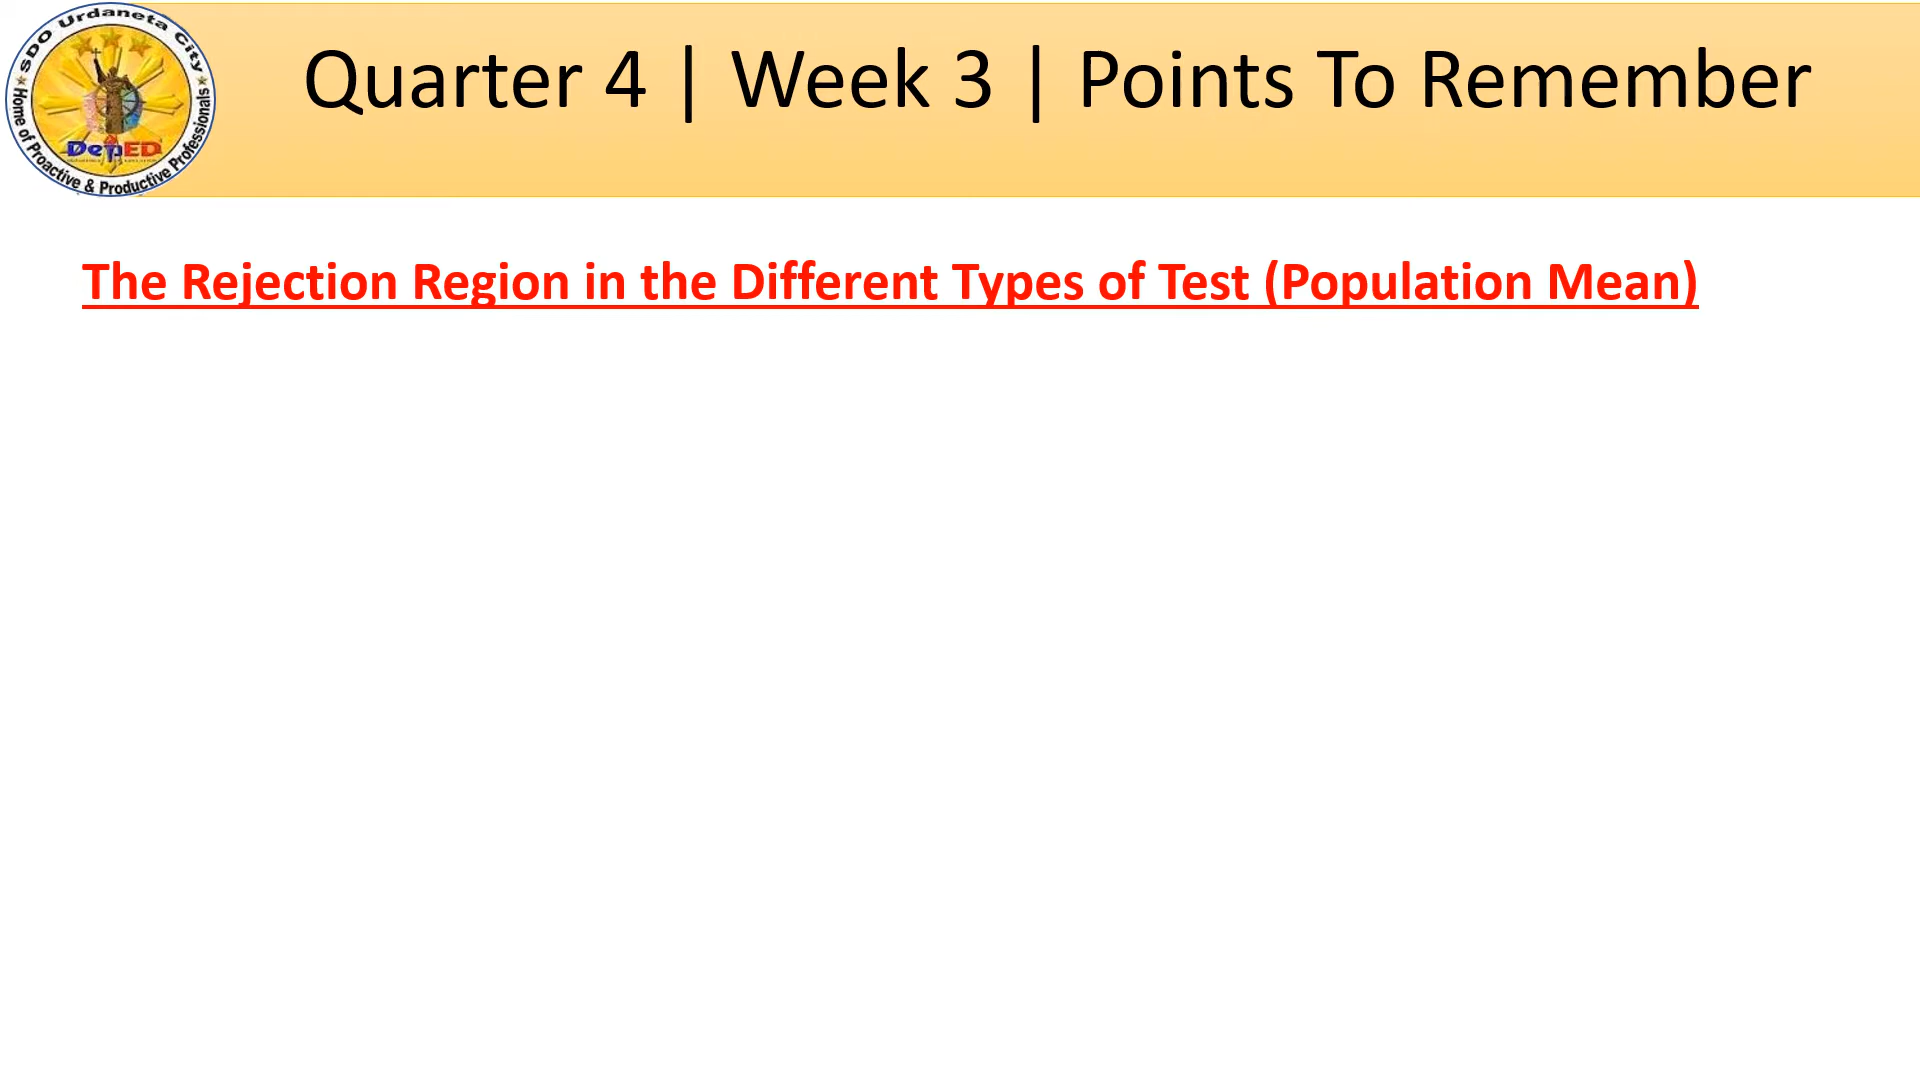 SDO Urdaneta City
Home of Proactive & Productive Professionals
DepED
Quarter 4 | Week 3 | Points To Remember
The Rejection Region in the Different Types of Test (Population Mean)